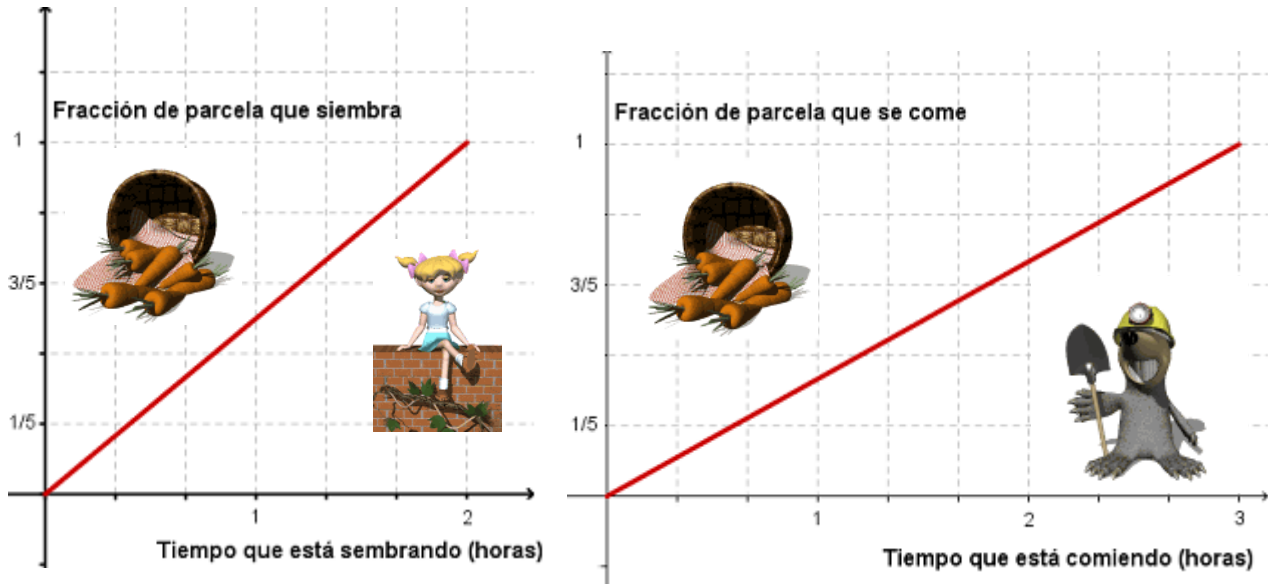 Fracción de parcela que siembra
1
3/5
1/5
1
2
Tiempo que está sembrando (horas)
Fracción de parcela que se come
1
3/5
1/5
1
2
3
Tiempo que está comiendo (horas)